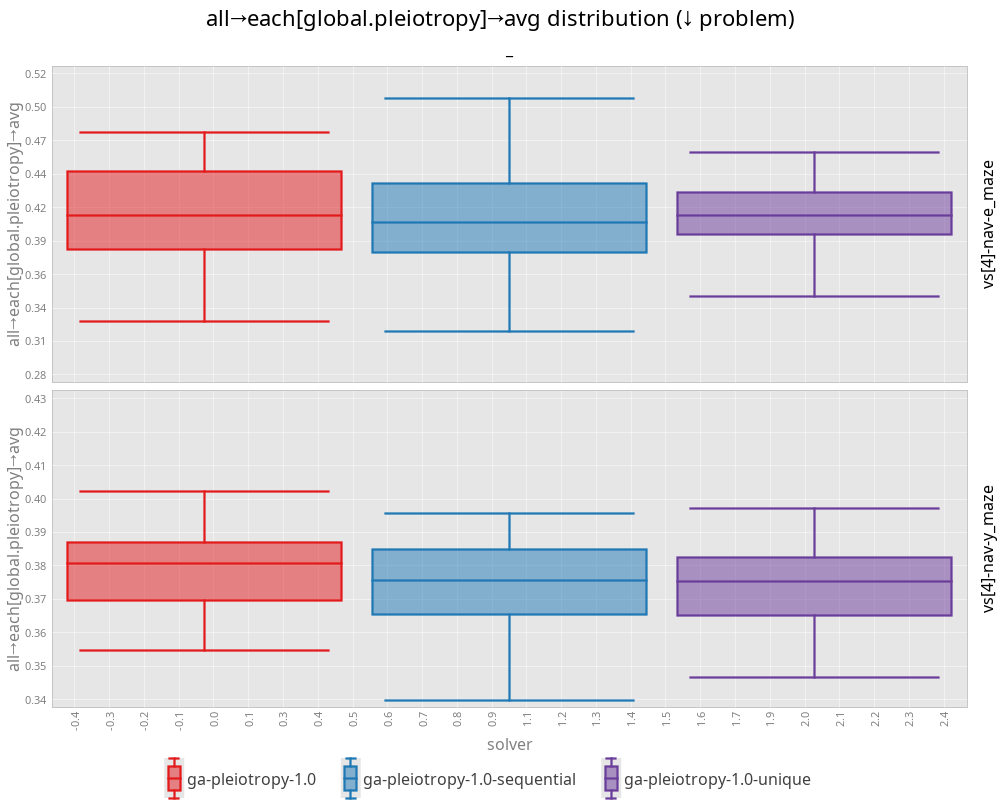 all→each[global.pleiotropy]→avg distribution (↓ problem)
_
all→each[global.pleiotropy]→avg
0.52
0.50
0.47
0.44
0.42
0.39
0.36
0.34
0.31
0.28
vs[4]-nav-e_maze
all→each[global.pleiotropy]→avg
0.43
0.42
0.41
0.40
0.39
0.38
0.37
0.36
0.35
0.34
vs[4]-nav-y_maze
-0.4 -0.3 -0.2 -0.1 0.0 0.1 0.3 0.4 0.5 0.6 0.7 0.8 0.9 1.1 1.2 1.3 1.4 1.5 1.6 1.7 1.9 2.0 2.1 2.2 2.3 2.4
solver
ga-pleiotropy-1.0 ga-pleiotropy-1.0-sequential ga-pleiotropy-1.0-unique